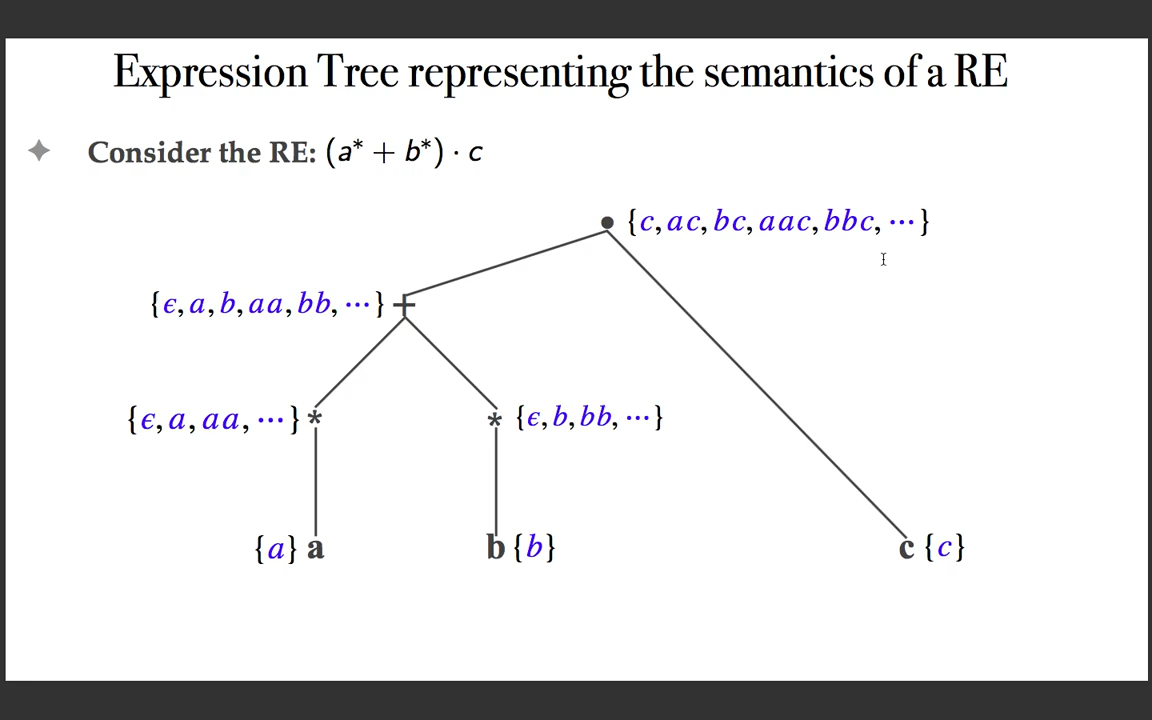 Expression Tree representing the semantics of a RE
Consider the RE: (a* + b*) · c
{c, ac, bc, aac, bbc, ⋯}
{ϵ, a, b, aa, bb, ⋯} +
{ϵ, a, aa, ⋯} *
* {ϵ, b, bb, ⋯}
{a} a
b {b}
c {c}